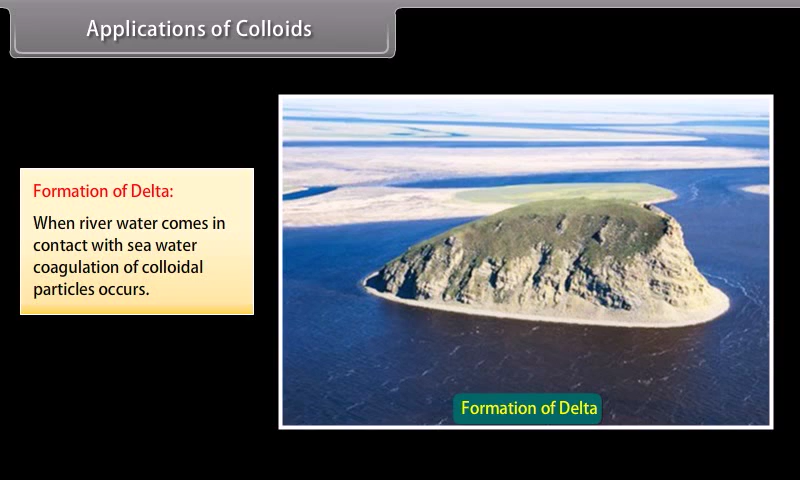 Applications of Colloids
Formation of Delta:
When river water comes in
contact with sea water
coagulation of colloidal
particles occurs.
Formation of Delta